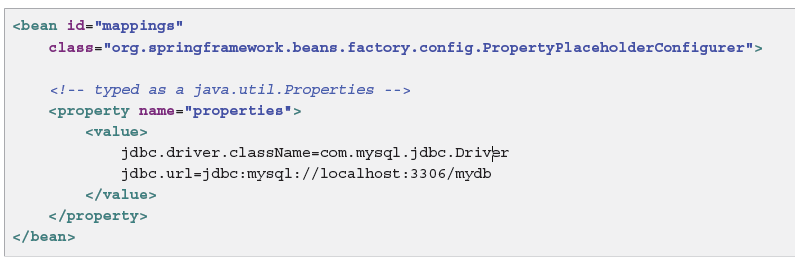 <bean id="mappings"
class="org.springframework.beans.factory.config.PropertyPlaceholderConfigurer">
<!-- typed as a java.util.Properties -->
<property name="properties">
<value>
jdbc.driver.className=com.mysql.jdbc.Driver
jdbc.url=jdbc:mysql://localhost:3306/mydb
</value>
</property>
</bean>